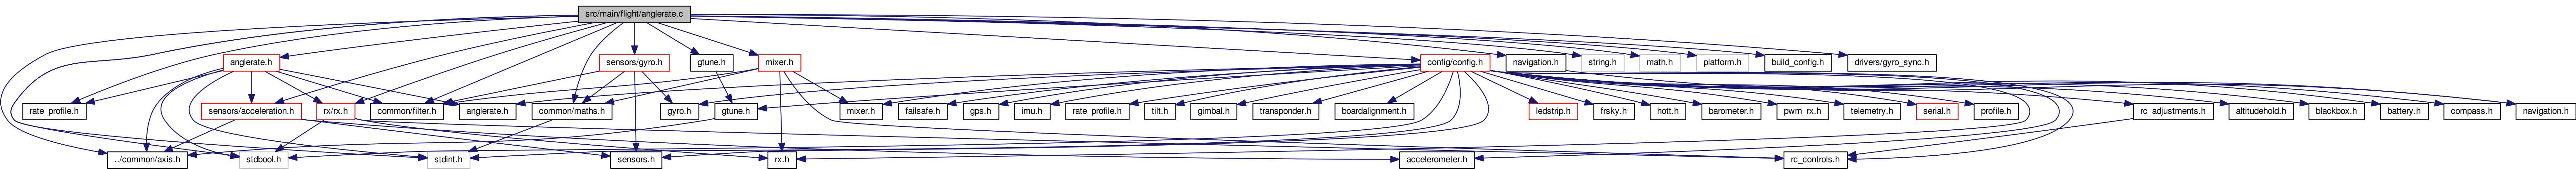 src/main/flight/anglerate.c
anglerate.h
sensors/gyro.h
gtune.h
mixer.h
config/config.h
navigation.h
string.h
math.h
platform.h
build_config.h
drivers/gyro_sync.h
rate_profile.h
sensors/acceleration.h
rx/rx.h
common/filter.h
anglerate.h
common/maths.h
gyro.h
gtune.h
mixer.h
failsafe.h
gps.h
imu.h
rate_profile.h
tilt.h
gimbal.h
transponder.h
boardalignment.h
ledstrip.h
frsky.h
hott.h
barometer.h
pwm_rx.h
telemetry.h
serial.h
profile.h
rc_adjustments.h
altitudehold.h
blackbox.h
battery.h
compass.h
navigation.h
../common/axis.h
stdbool.h
stdint.h
sensors.h
rx.h
accelerometer.h
rc_controls.h